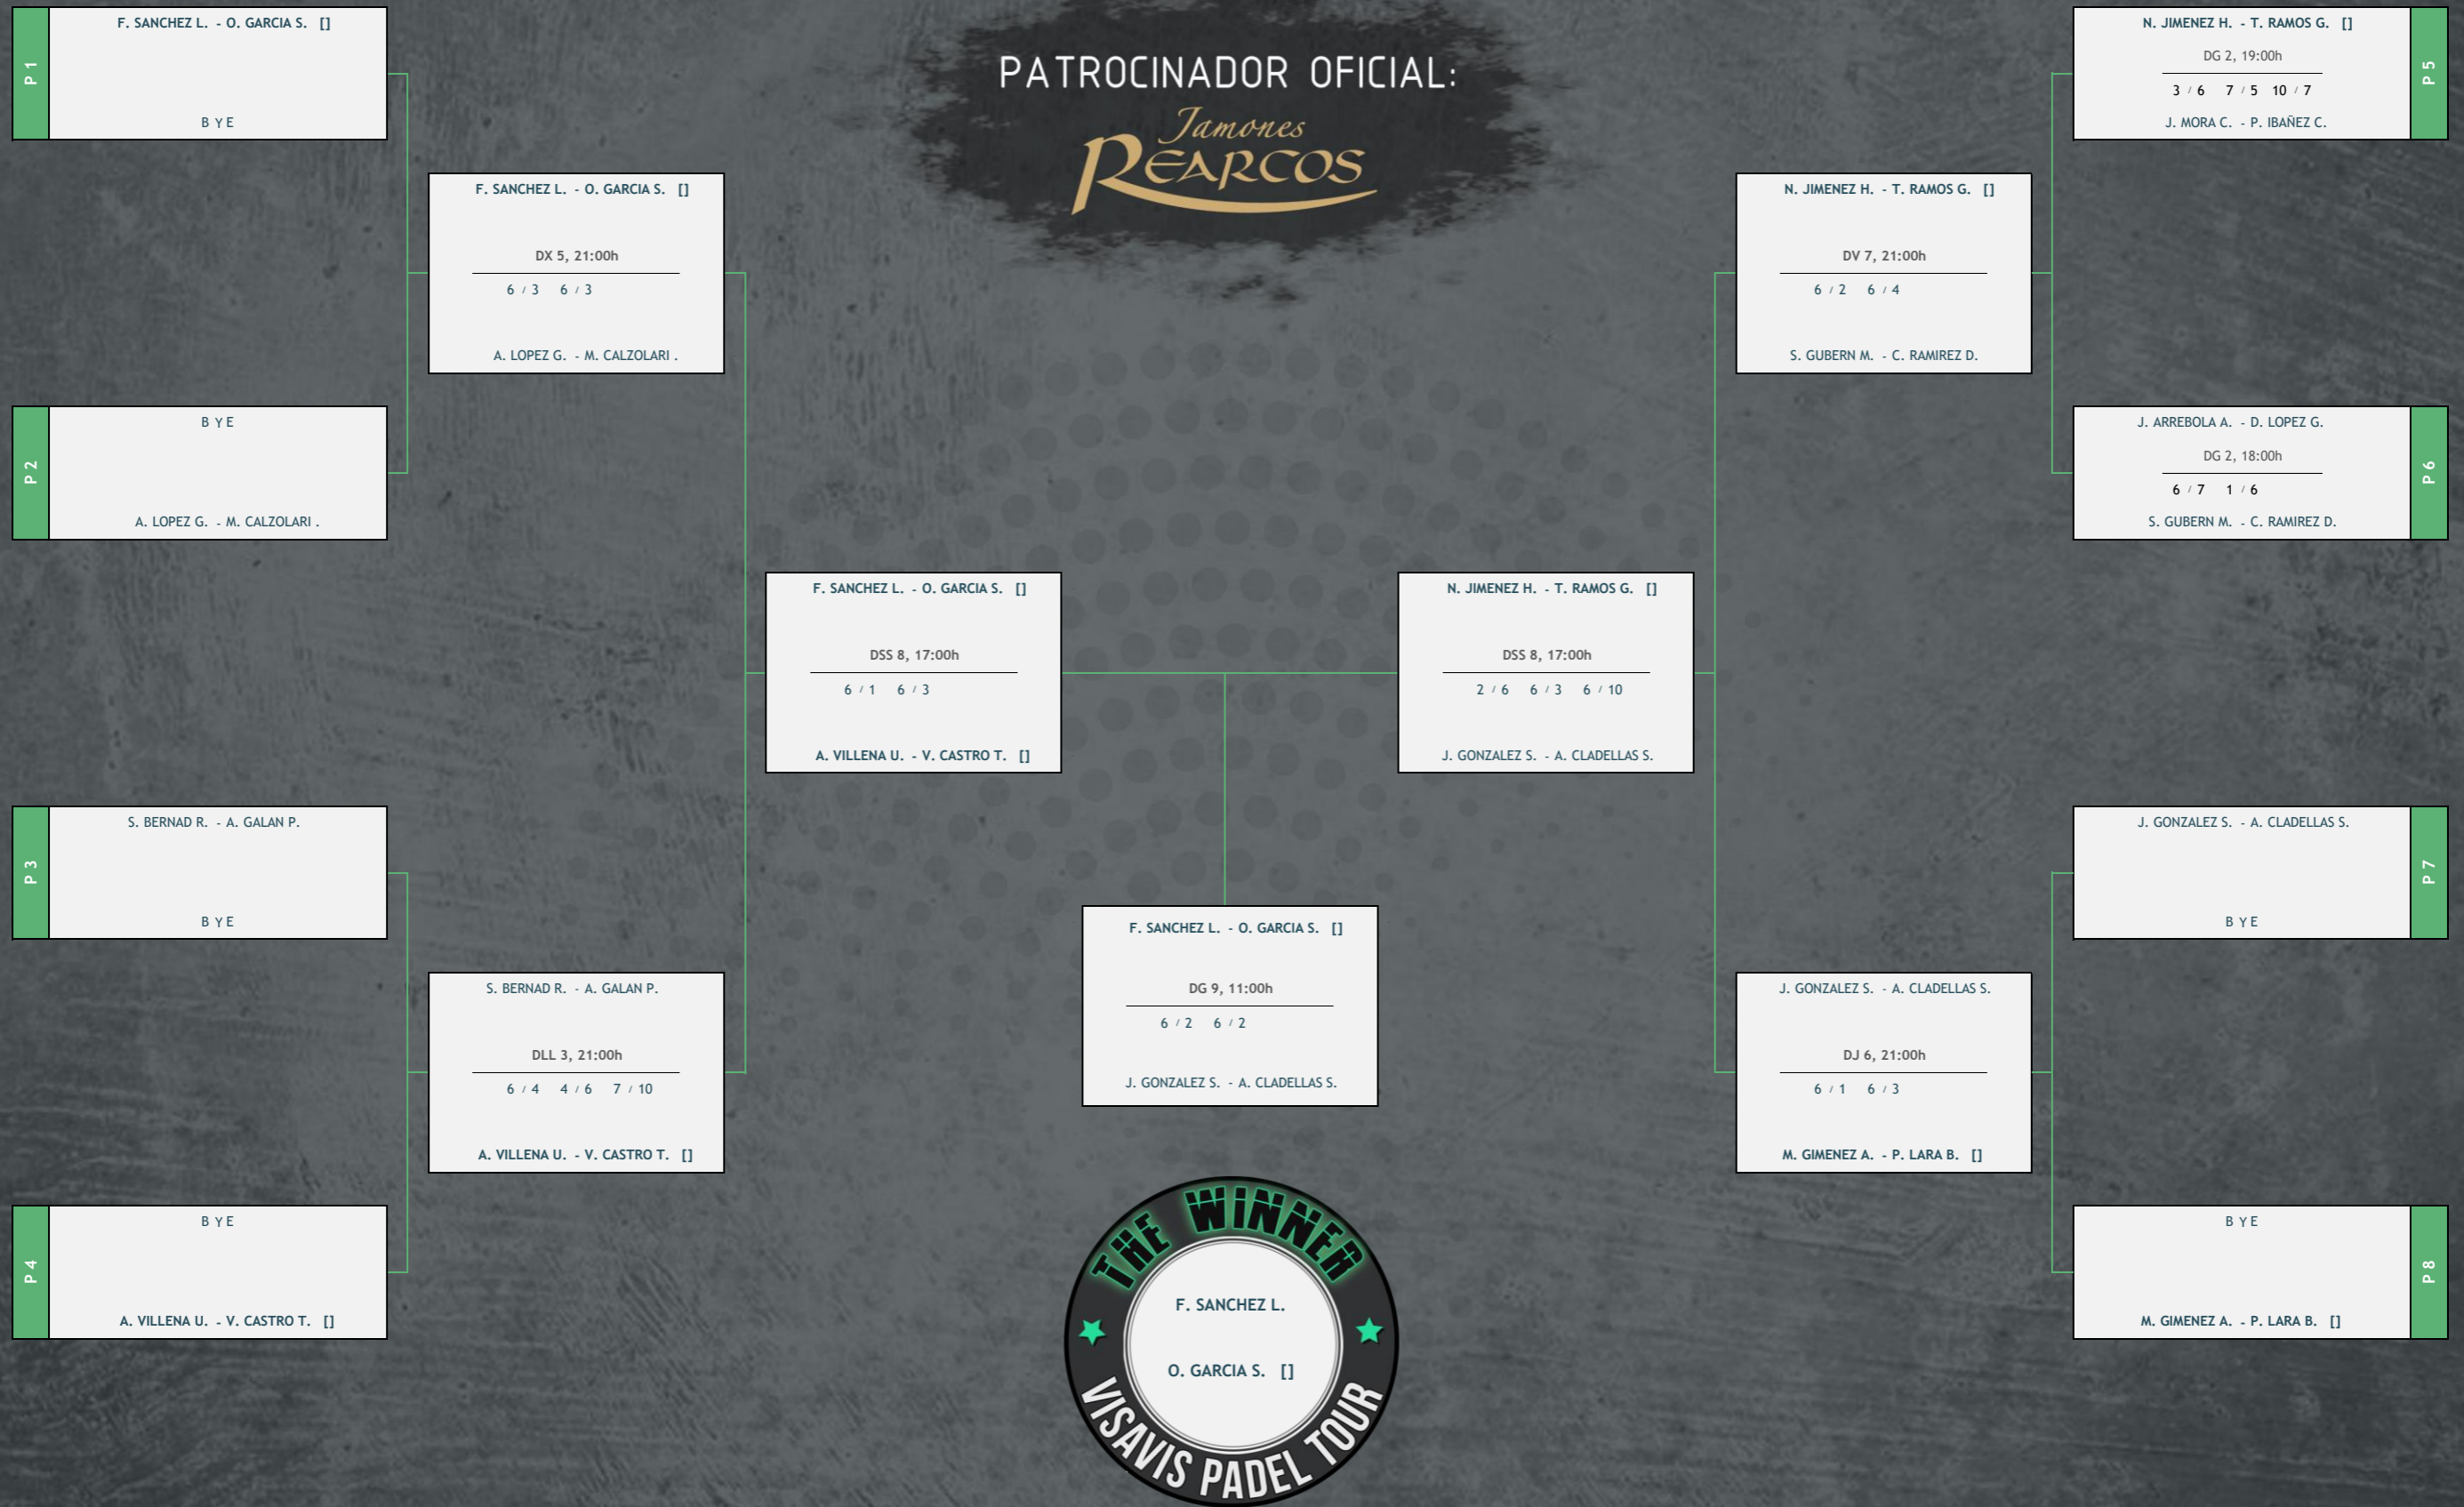 PATROCINADOR OFICIAL:
Jamones
REARCOS
P 1
F. SANCHEZ L. - O. GARCIA S. []
B Y E
F. SANCHEZ L. - O. GARCIA S. []
DX 5, 21:00h
6 / 3 6 / 3
A. LOPEZ G. - M. CALZOLARI .
P 2
B Y E
A. LOPEZ G. - M. CALZOLARI .
F. SANCHEZ L. - O. GARCIA S. []
DSS 8, 17:00h
6 / 1 6 / 3
A. VILLENA U. - V. CASTRO T. []
P 3
S. BERNAD R. - A. GALAN P.
B Y E
S. BERNAD R. - A. GALAN P.
DLL 3, 21:00h
6 / 4 4 / 6 7 / 10
A. VILLENA U. - V. CASTRO T. []
P 4
B Y E
A. VILLENA U. - V. CASTRO T. []
N. JIMENEZ H. - T. RAMOS G. []
DG 2, 19:00h
3 / 6 7 / 5 10 / 7
J. MORA C. - P. IBAÑEZ C.
P 5
N. JIMENEZ H. - T. RAMOS G. []
DV 7, 21:00h
6 / 2 6 / 4
S. GUBERN M. - C. RAMIREZ D.
J. ARREBOLA A. - D. LOPEZ G.
DG 2, 18:00h
6 / 7 1 / 6
S. GUBERN M. - C. RAMIREZ D.
P 6
N. JIMENEZ H. - T. RAMOS G. []
DSS 8, 17:00h
2 / 6 6 / 3 6 / 10
J. GONZALEZ S. - A. CLADELLAS S.
J. GONZALEZ S. - A. CLADELLAS S.
B Y E
P 7
J. GONZALEZ S. - A. CLADELLAS S.
DJ 6, 21:00h
6 / 1 6 / 3
M. GIMENEZ A. - P. LARA B. []
B Y E
M. GIMENEZ A. - P. LARA B. []
P 8
F. SANCHEZ L. - O. GARCIA S. []
DG 9, 11:00h
6 / 2 6 / 2
J. GONZALEZ S. - A. CLADELLAS S.
THE WINNER
F. SANCHEZ L.
O. GARCIA S. []
VISAVIS PADEL TOUR